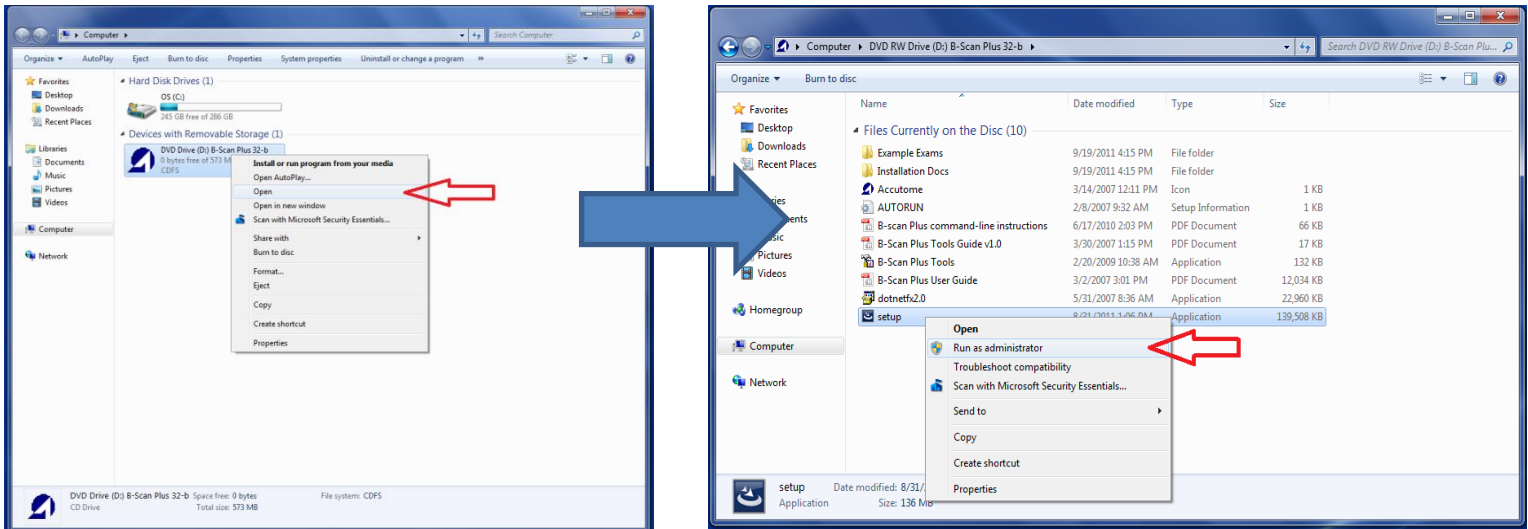 Computer
Search Computer
Organize AutoPlay Eject Burn to disc Properties System properties Uninstall or change a program »
Favorites
Desktop
Downloads
Recent Places
Libraries
Documents
Music
Pictures
Videos
Computer
Network
Hard Disk Drives (1)
OS (C:)
245 GB free of 286 GB
Devices with Removable Storage (1)
DVD Drive (D:) B-Scan Plus 32-b
0 bytes free of 573 M
CDFS
Install or run program from your media
Open AutoPlay...
Open
Open in new window
Scan with Microsoft Security Essentials...
Share with
Burn to disc
Format...
Eject
Copy
Create shortcut
Properties
DVD Drive (D:) B-Scan Plus 32-b Space free: 0 bytes File system: CDFS
CD Drive Total size: 573 MB
Computer DVD RW Drive (D:) B-Scan Plus 32-b
Search DVD RW Drive (D:) B-Scan Plu...
Organize Burn to disc
Favorites
Desktop
Downloads
Recent Places
Pictures
Videos
Homegroup
Computer
Network
Name Date modified Type Size
Files Currently on the Disc (10)
Example Exams 9/19/2011 4:15 PM File folder
Installation Docs 9/19/2011 4:15 PM File folder
Accutome 3/14/2007 12:11 PM Icon 1 KB
AUTORUN 2/8/2007 9:32 AM Setup Information 1 KB
B-scan Plus command-line instructions 6/17/2010 2:03 PM PDF Document 66 KB
B-Scan Plus Tools Guide v1.0 3/30/2007 1:15 PM PDF Document 17 KB
B-Scan Plus Tools 2/20/2009 10:38 AM Application 132 KB
B-Scan Plus User Guide 3/2/2007 3:01 PM PDF Document 12,034 KB
dotnetfx2.0 5/31/2007 8:36 AM Application 22,960 KB
setup 8/31/2011 1:06 PM Application 139,508 KB
Open
Run as administrator
Troubleshoot compatibility
Scan with Microsoft Security Essentials...
Send to
Copy
Create shortcut
Properties
setup Date modified: 8/31/
Application Size: 136 MB